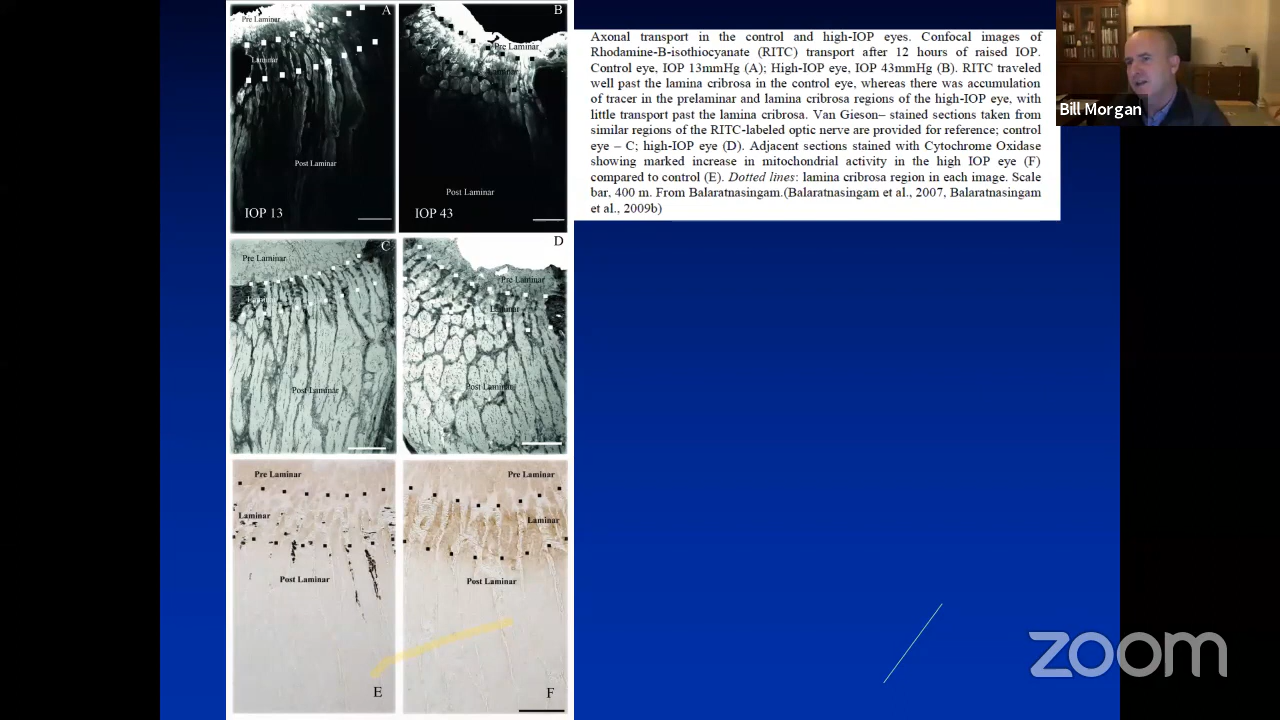 Pre Laminar
A
Laminar
Post Laminar
IOP 13
B
Pre Laminar
Laminar
Post Laminar
IOP 43
Axonal transport in the control and high-IOP eyes. Confocal images of
Rhodamine-B-isothiocyanate (RITC) transport after 12 hours of raised IOP.
Control eye, IOP 13mmHg (A); High-IOP eye, IOP 43mmHg (B). RITC traveled
well past the lamina cribrosa in the control eye, whereas there was accumulation
of tracer in the prelaminar and lamina cribrosa regions of the high-IOP eye, with
little transport past the lamina cribrosa. Van Gieson– stained sections taken from
similar regions of the RITC-labeled optic nerve are provided for reference; control
eye – C; high-IOP eye (D). Adjacent sections stained with Cytochrome Oxidase
showing marked increase in mitochondrial activity in the high IOP eye (F)
compared to control (E). Dotted lines: lamina cribrosa region in each image. Scale
bar, 400 m. From Balaratnasingam.(Balaratnasingam et al., 2007, Balaratnasingam
et al., 2009b)
Bill Morgan
C
Pre Laminar
Laminar
Post Laminar
D
Pre Laminar
Laminar
Post Laminar
Pre Laminar
Laminar
Post Laminar
E
Pre Laminar
Laminar
Post Laminar
F
zoom